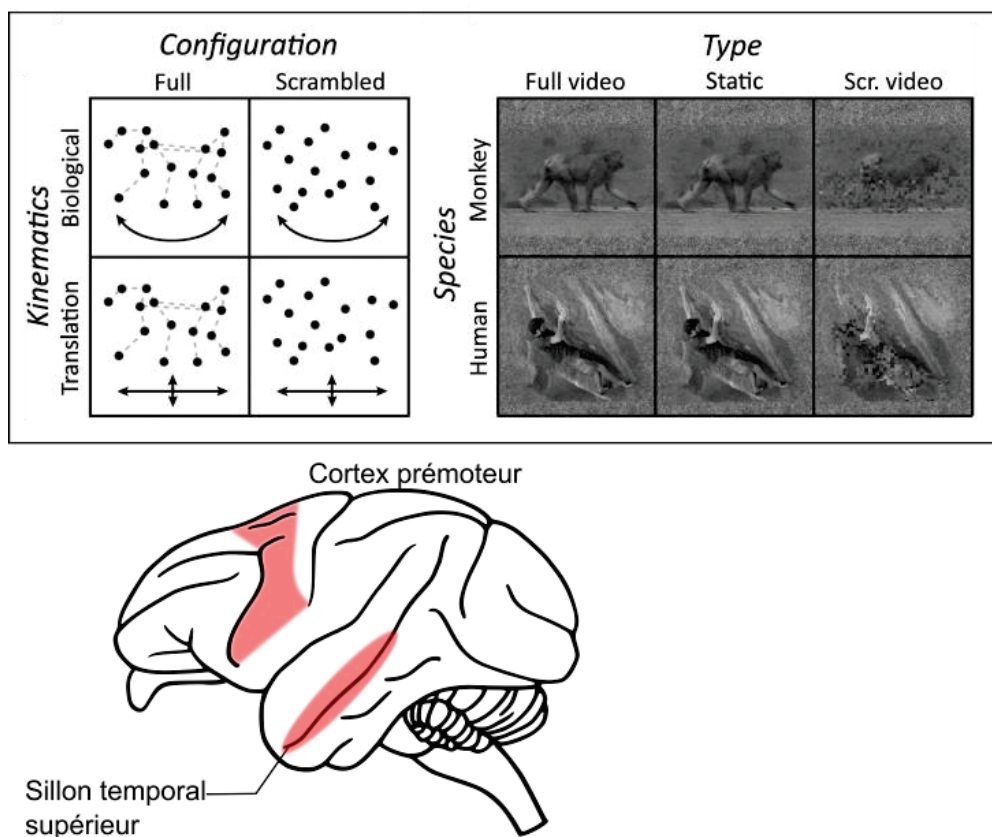 Configuration
Full
Scrambled
Kinematics
Biological
Translation
Type
Full video
Static
Scr. video
Species
Monkey
Human
Cortex prémoteur
Sillon temporal
supérieur